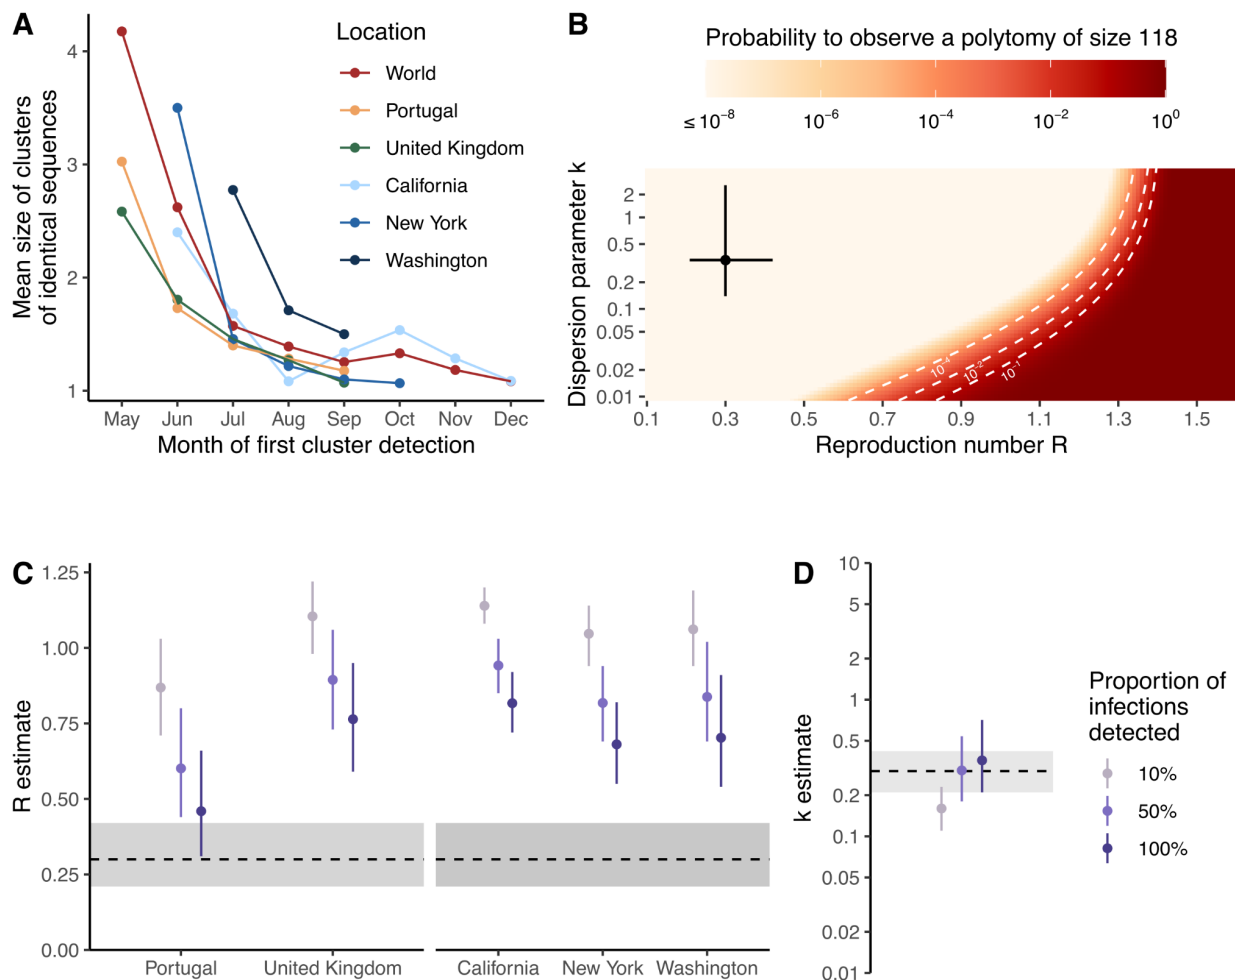 A
Mean size of clusters
of identical sequences
4
3
2
1
May Jun Jul Aug Sep Oct Nov Dec
Month of first cluster detection
Location
World
Portugal
United Kingdom
California
New York
Washington
B
Probability to observe a polytomy of size 118
≤ 10⁻⁸ 10⁻⁶ 10⁻⁴ 10⁻² 10⁰
Dispersion parameter k
2
1
0.5
0.2
0.1
0.05
0.02
0.01
10⁻⁴ 10⁻² 10⁻¹
0.1 0.3 0.5 0.7 0.9 1.1 1.3 1.5
Reproduction number R
C
R estimate
1.25
1.00
0.75
0.50
0.25
0.00
Portugal United Kingdom California New York Washington
D
k estimate
10
5
2
1
0.5
0.2
0.1
0.05
0.02
0.01
Proportion of
infections
detected
10%
50%
100%